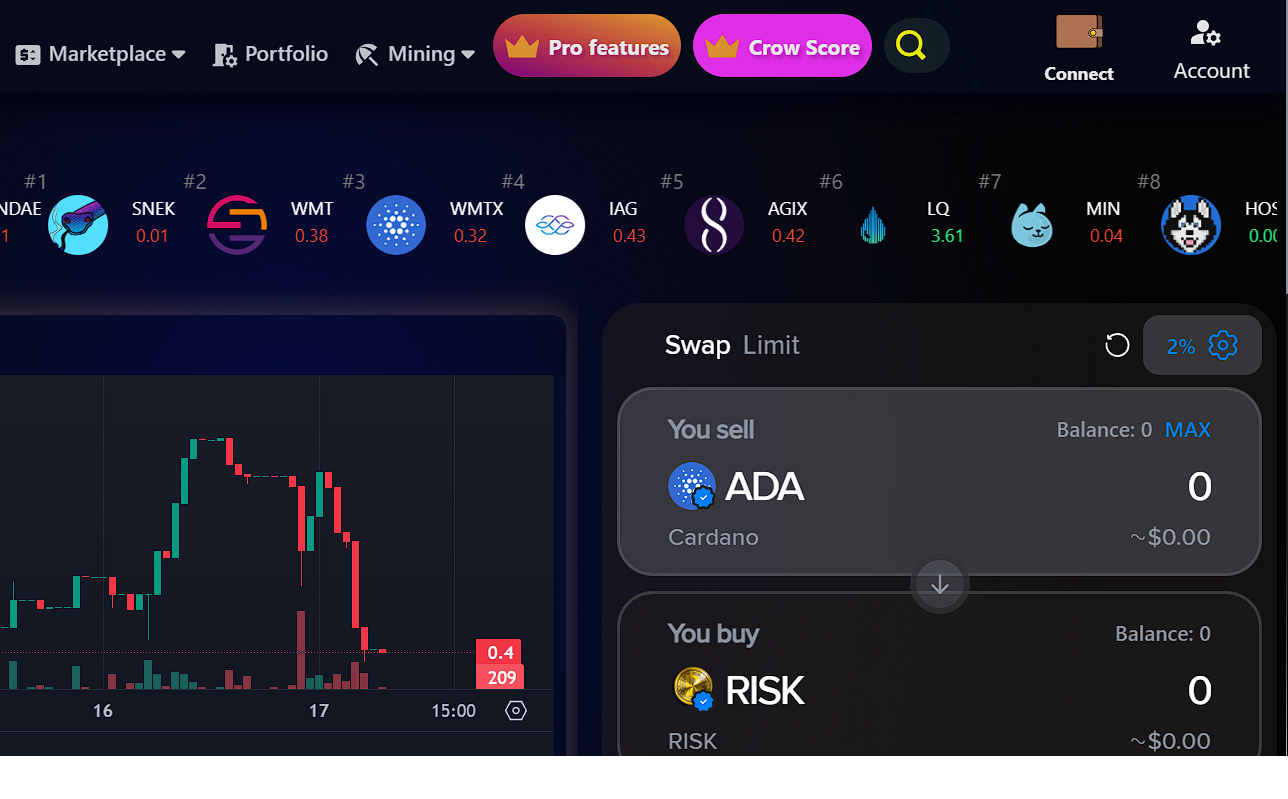 Marketplace Portfolio Mining Pro features Crow Score
Connect Account
#1 #2 #3 #4 #5 #6 #7 #8
NDAE SNEK WMT WMTX IAG AGIX LQ MIN HOS
1 0.01 0.38 0.32 0.43 0.42 3.61 0.04 0.00
Swap Limit 2%
You sell Balance: 0 MAX
ADA 0
Cardano ~$0.00
You buy Balance: 0
RISK 0
RISK ~$0.00
0.4
209
16 17 15:00